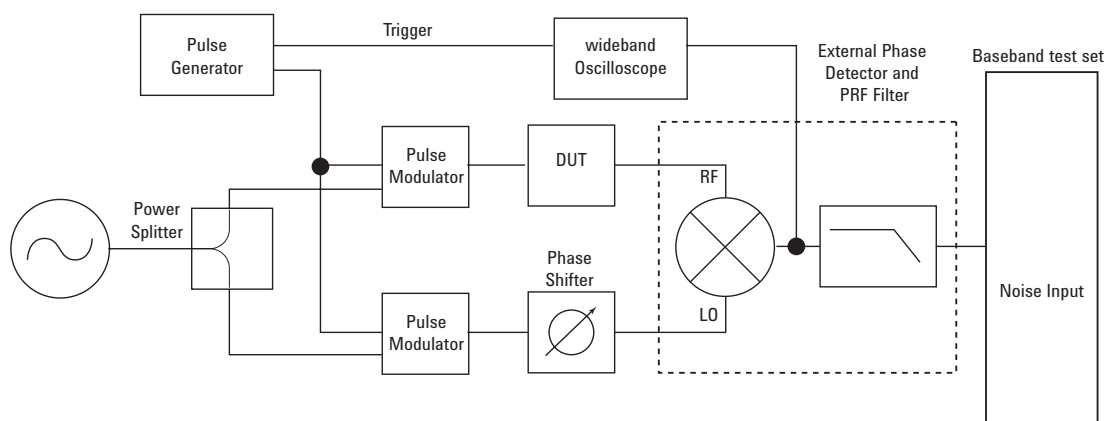 Pulse
Generator
Trigger
wideband
Oscilloscope
External Phase
Detector and
PRF Filter
Baseband test set
Pulse
Modulator
DUT
RF
Power
Splitter
Phase
Shifter
LO
Pulse
Modulator
Noise Input